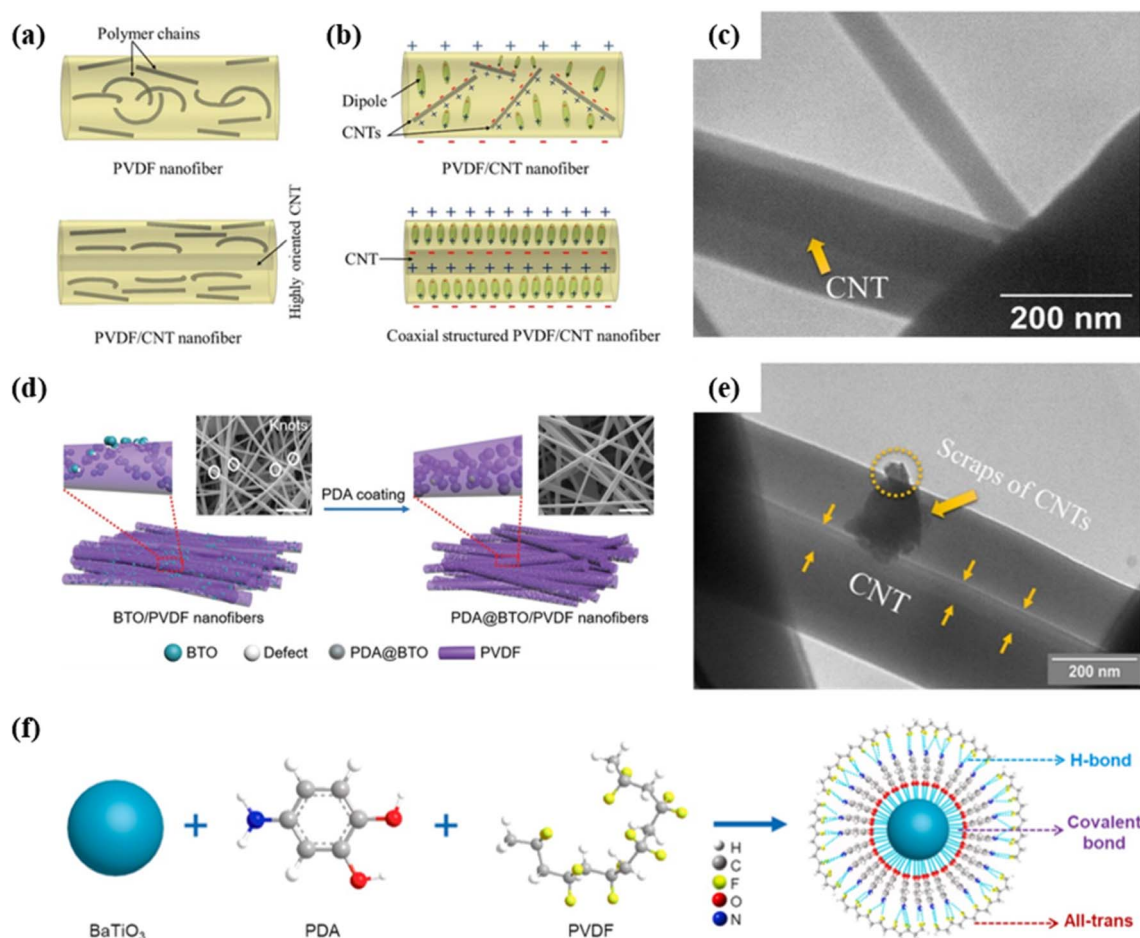 (a)
Polymer chains
PVDF nanofiber
Highly oriented CNT
PVDF/CNT nanofiber
(b)
Dipole
CNTs
PVDF/CNT nanofiber
CNT
Coaxial structured PVDF/CNT nanofiber
(c)
CNT
200 nm
(d)
Knots
PDA coating
BTO/PVDF nanofibers
PDA@BTO/PVDF nanofibers
BTO
Defect
PDA@BTO
PVDF
(e)
Scraps of CNTs
CNT
200 nm
(f)
BaTiO₃
+
PDA
+
PVDF
H
C
F
O
N
H-bond
Covalent
bond
All-trans